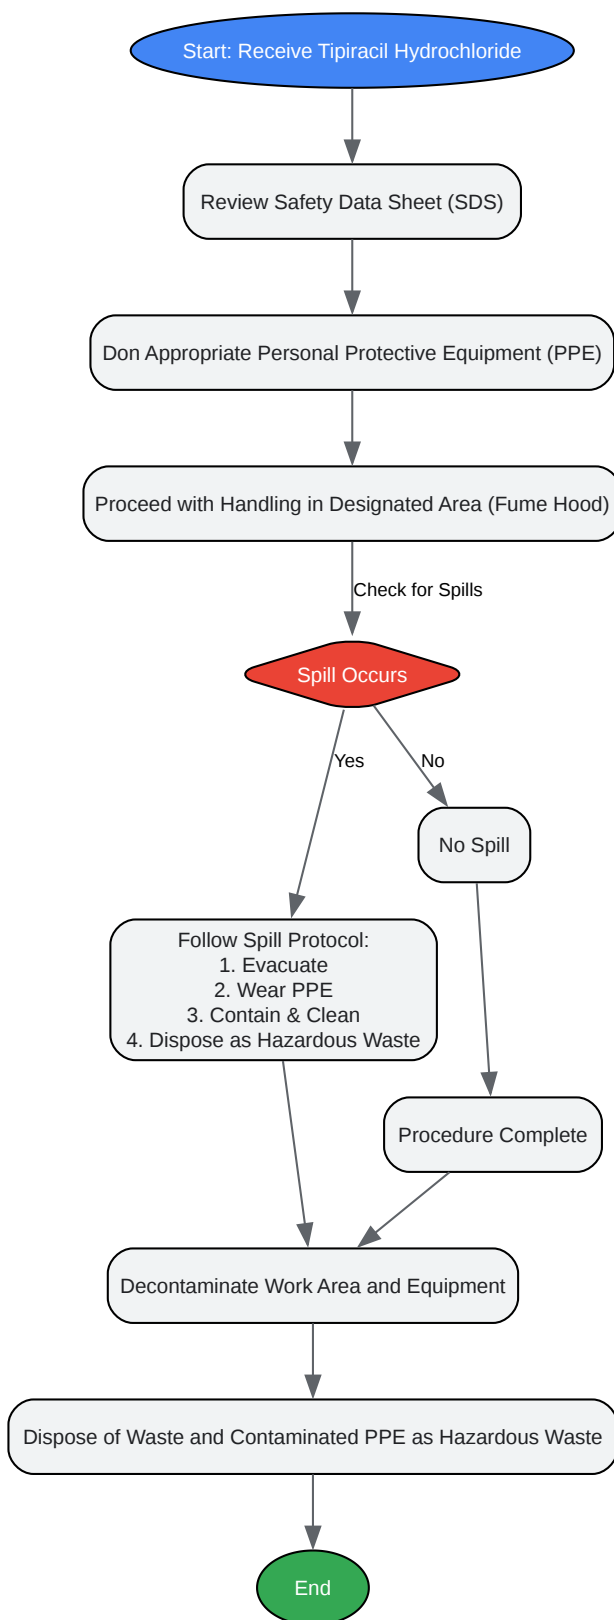 Start: Receive Tipiracil Hydrochloride
Review Safety Data Sheet (SDS)
Don Appropriate Personal Protective Equipment (PPE)
Proceed with Handling in Designated Area (Fume Hood)
Check for Spills
Spill Occurs
Yes
No
No Spill
Follow Spill Protocol:
1. Evacuate
2. Wear PPE
3. Contain & Clean
4. Dispose as Hazardous Waste
Procedure Complete
Decontaminate Work Area and Equipment
Dispose of Waste and Contaminated PPE as Hazardous Waste
End